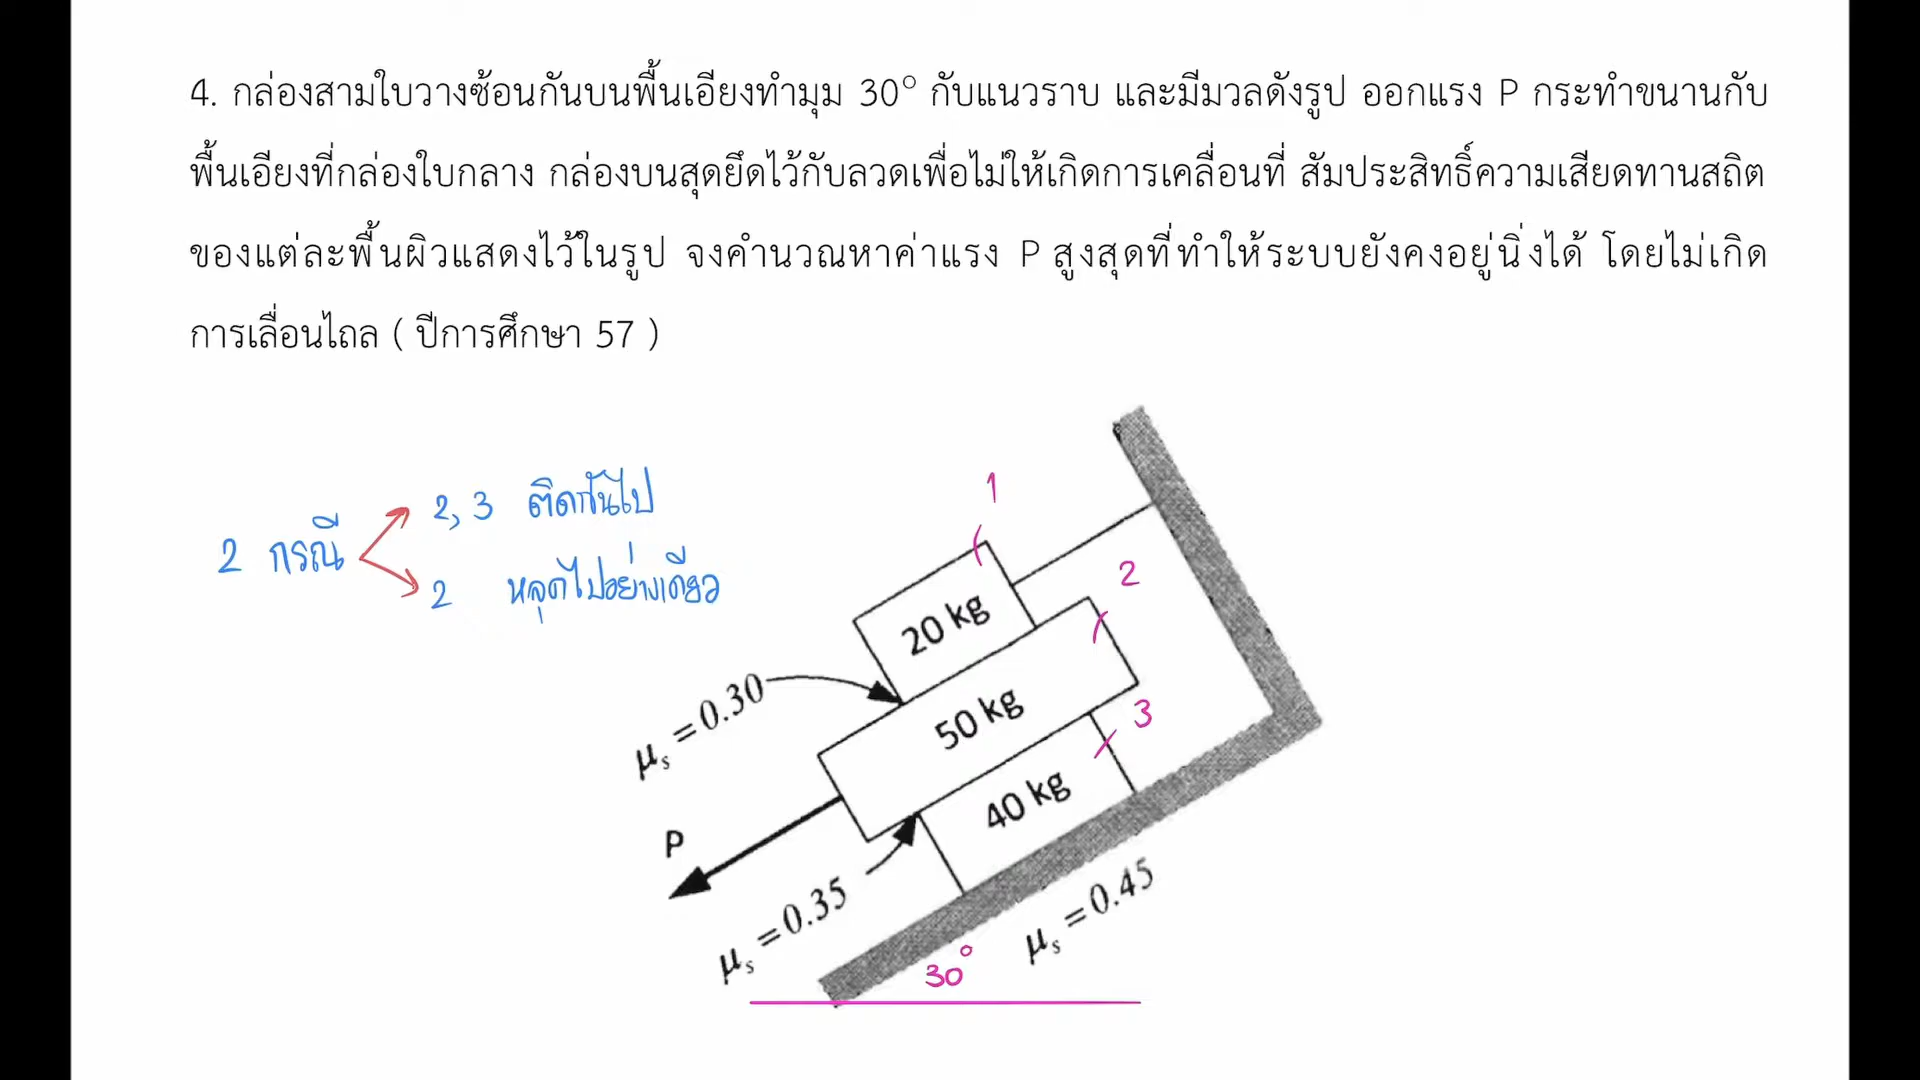 4. กล่องสามใบวางซ้อนกันบนพื้นเอียงทำมุม 30° กับแนวราบ และมีมวลดังรูป ออกแรง P กระทำขนานกับ
พื้นเอียงที่กล่องใบกลาง กล่องบนสุดยึดไว้กับลวดเพื่อไม่ให้เกิดการเคลื่อนที่ สัมประสิทธิ์ความเสียดทานสถิต
ของแต่ละพื้นผิวแสดงไว้ในรูป จงคำนวณหาค่าแรง P สูงสุดที่ทำให้ระบบยังคงอยู่นิ่งได้ โดยไม่เกิด
การเลื่อนไถล ( ปีการศึกษา 57 )
2 กรณี
2, 3 ติดกันไป
2 หลุดไปอย่างเดียว
1
2
3
20 kg
50 kg
40 kg
μs = 0.30
P
μs = 0.35
μs = 0.45
30°